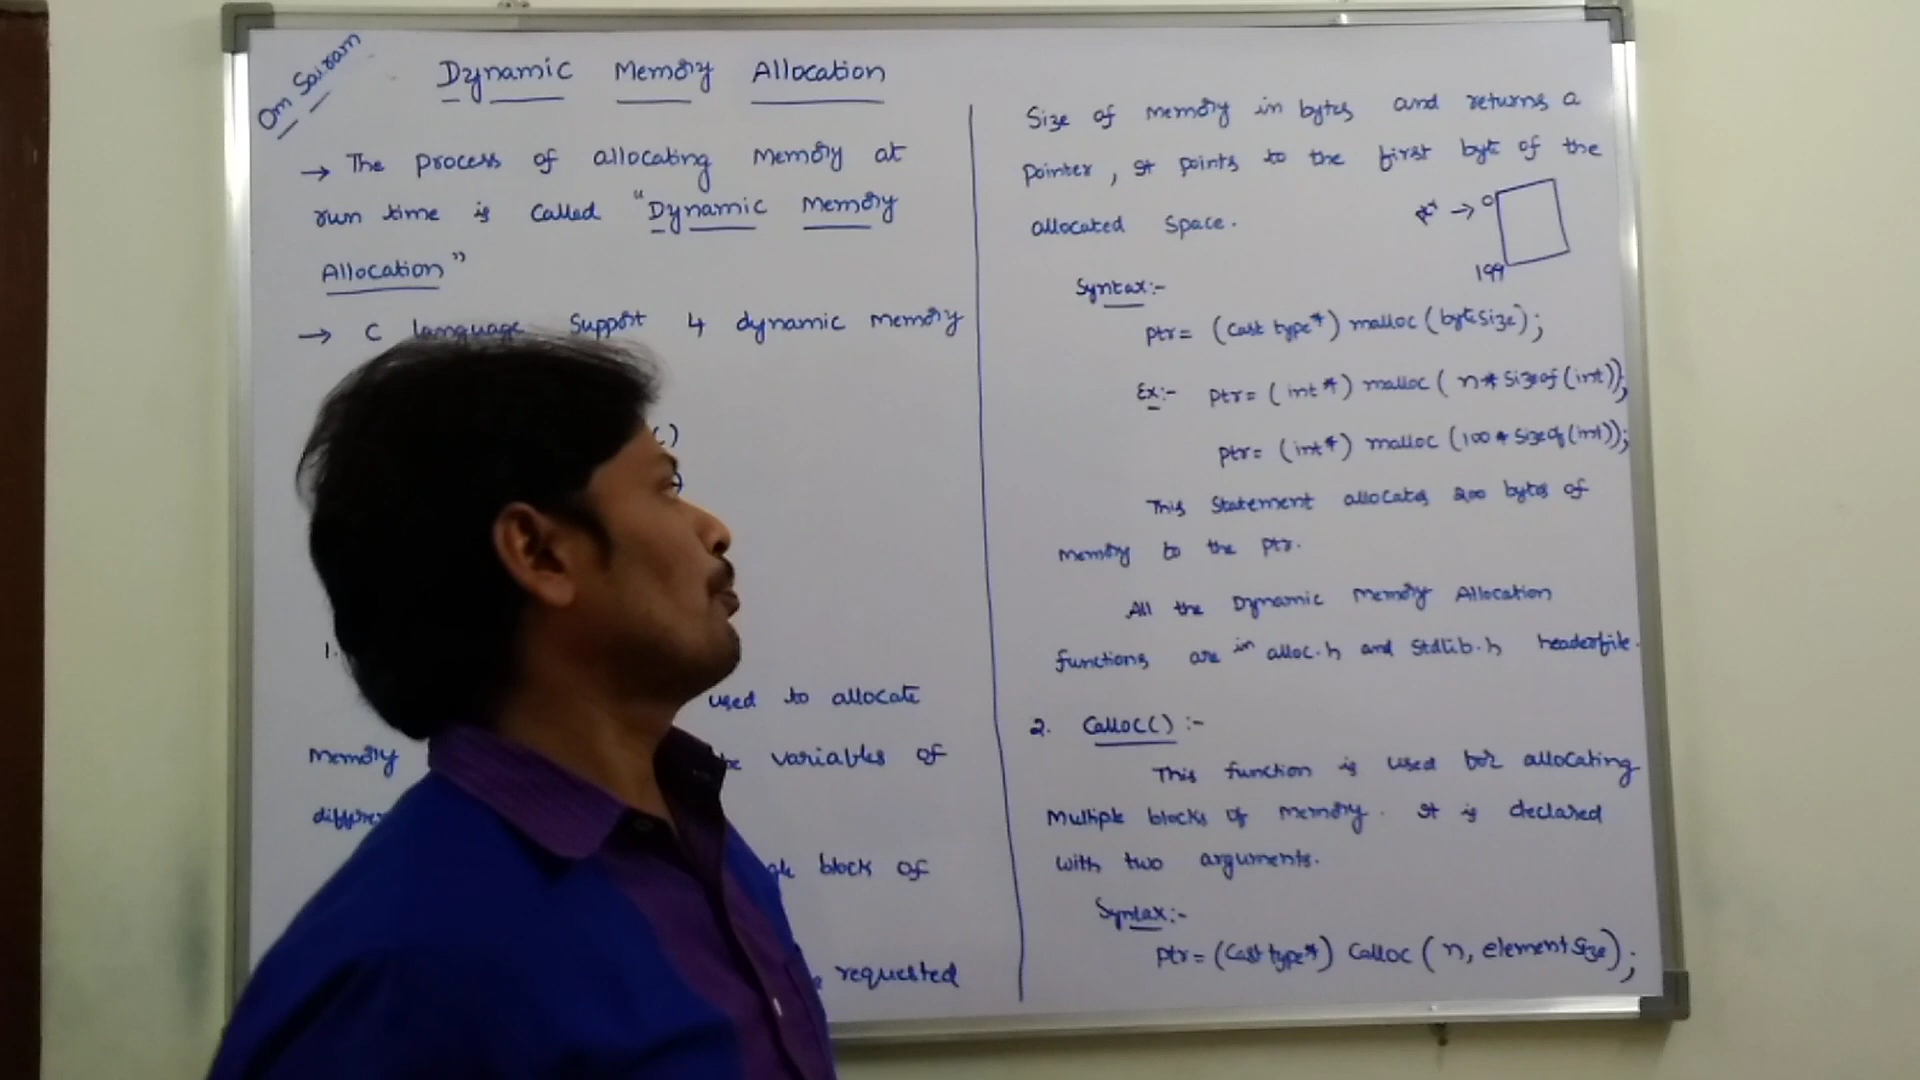 Om Sairam
Dynamic Memory Allocation
→ The process of allocating memory at
run time is called "Dynamic Memory
Allocation"
→ C language support 4 dynamic memory
()
1.
used to allocate
memory variables of
block of
requested
Size of memory in bytes and returns a
pointer, It points to the first byte of the
allocated space.
ptr → 0
199
Syntax:-
ptr = (cast type*) malloc (byte size);
Ex:- ptr = (int *) malloc ( n * Sizeof (int));
ptr = (int *) malloc (100 * Sizeof (int));
This Statement allocates 200 bytes of
memory to the ptr.
All the Dynamic Memory Allocation
functions are in alloc.h and Stdlib.h headerfile.
2. Calloc() :-
This function is used for allocating
Multiple blocks of memory. It is declared
with two arguments.
Syntax:-
ptr = (Cast type*) Calloc ( n, element Size);